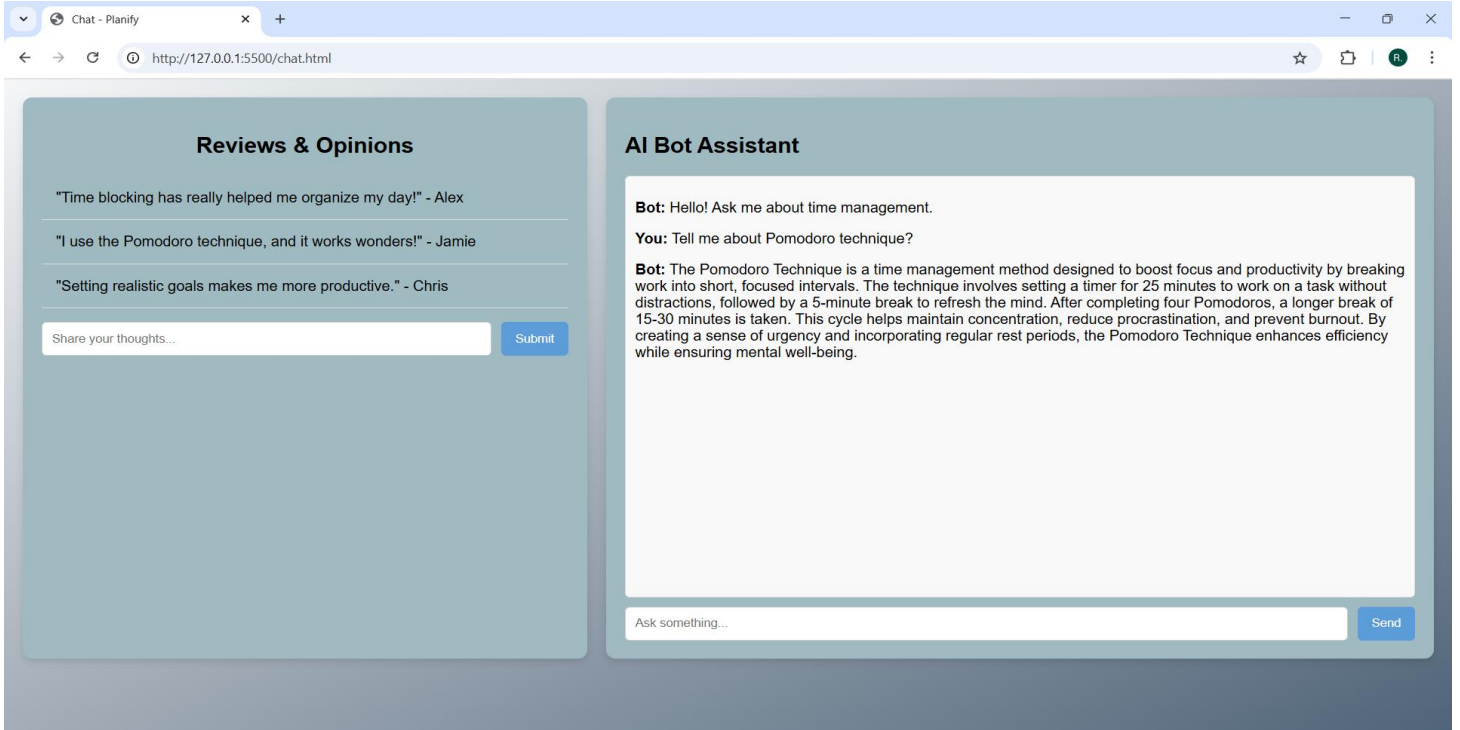 Chat - Planify
http://127.0.0.1:5500/chat.html
R.
Reviews & Opinions
"Time blocking has really helped me organize my day!" - Alex
"I use the Pomodoro technique, and it works wonders!" - Jamie
"Setting realistic goals makes me more productive." - Chris
Share your thoughts...
Submit
AI Bot Assistant
Bot: Hello! Ask me about time management.
You: Tell me about Pomodoro technique?
Bot: The Pomodoro Technique is a time management method designed to boost focus and productivity by breaking
work into short, focused intervals. The technique involves setting a timer for 25 minutes to work on a task without
distractions, followed by a 5-minute break to refresh the mind. After completing four Pomodoros, a longer break of
15-30 minutes is taken. This cycle helps maintain concentration, reduce procrastination, and prevent burnout. By
creating a sense of urgency and incorporating regular rest periods, the Pomodoro Technique enhances efficiency
while ensuring mental well-being.
Ask something...
Send